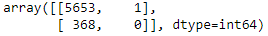 array([[5653,    1],
       [ 368,    0]], dtype=int64)